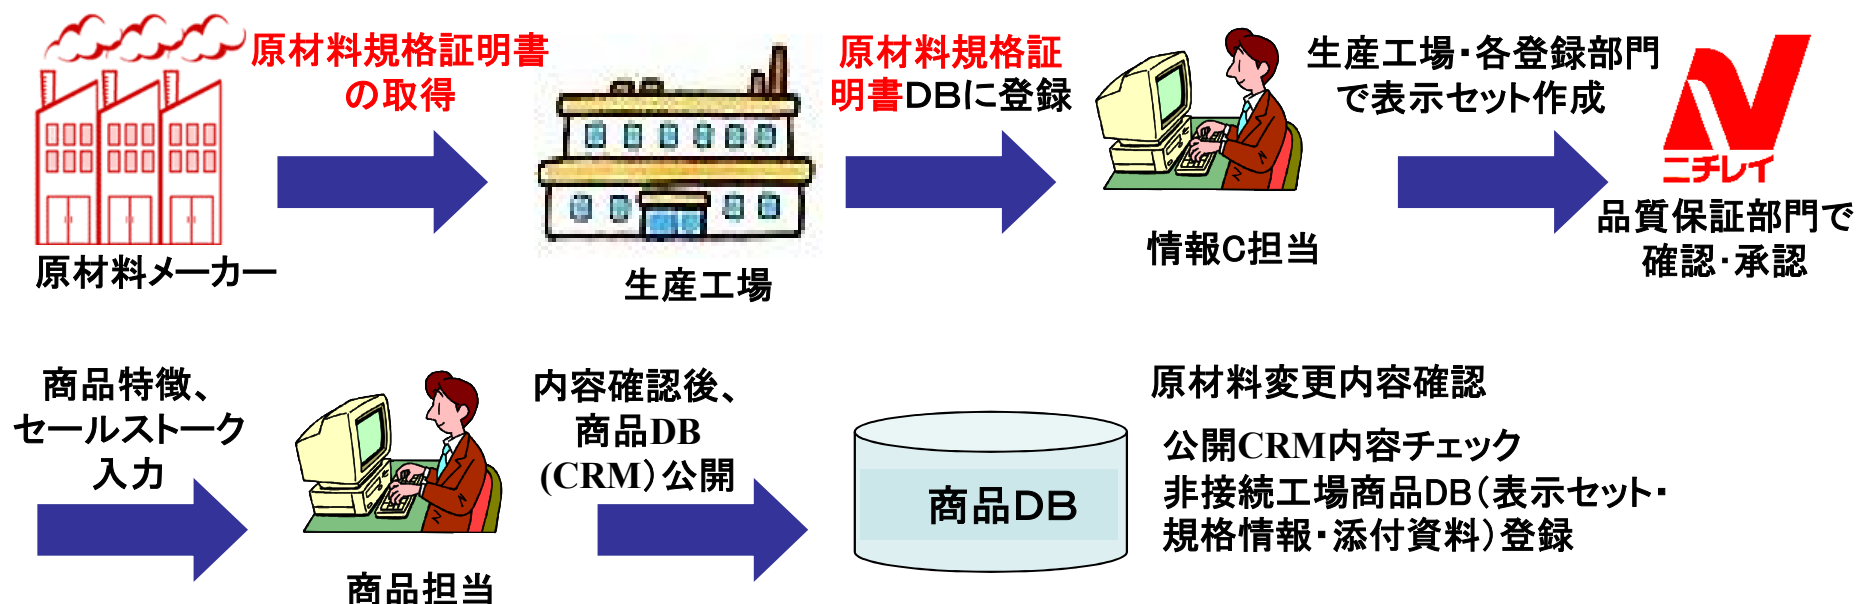 原材料規格証明書
の取得
原材料規格証
明書DBに登録
生産工場・各登録部門
で表示セット作成
ニチレイ
原材料メーカー
生産工場
情報C担当
品質保証部門で
確認・承認
商品特徴、
セールストーク
入力
商品担当
内容確認後、
商品DB
(CRM)公開
商品DB
原材料変更内容確認
公開CRM内容チェック
非接続工場商品DB(表示セット・
規格情報・添付資料)登録